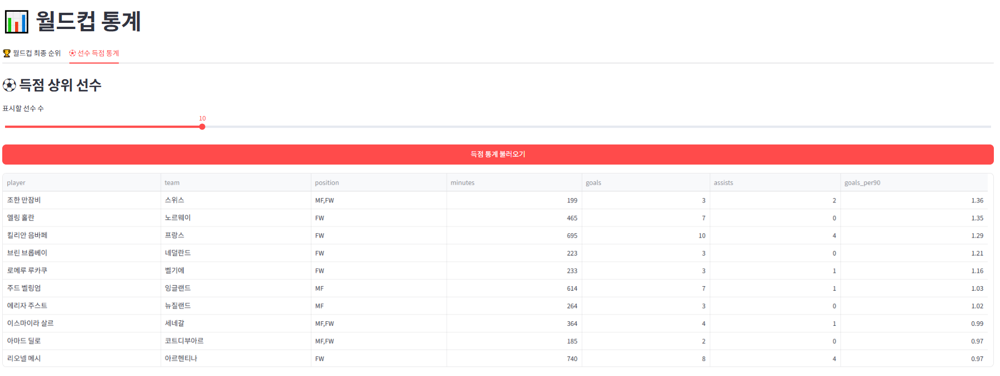 월드컵 통계
월드컵 최종 순위 선수 득점 통계
득점 상위 선수
표시할 선수 수
10
득점 통계 불러오기
player team position minutes goals assists goals_per90
조한 만잠비 스위스 MF,FW 199 3 2 1.36
엘링 홀란 노르웨이 FW 465 7 0 1.35
킬리안 음바페 프랑스 FW 695 10 4 1.29
브린 브롭베이 네덜란드 FW 223 3 0 1.21
로메루 루카쿠 벨기에 FW 233 3 1 1.16
주드 벨링엄 잉글랜드 MF 614 7 1 1.03
에리자 주스트 뉴질랜드 MF 264 3 0 1.02
이스마이라 살르 세네갈 MF,FW 364 4 1 0.99
아마드 딜로 코트디부아르 MF,FW 185 2 0 0.97
리오넬 메시 아르헨티나 FW 740 8 4 0.97